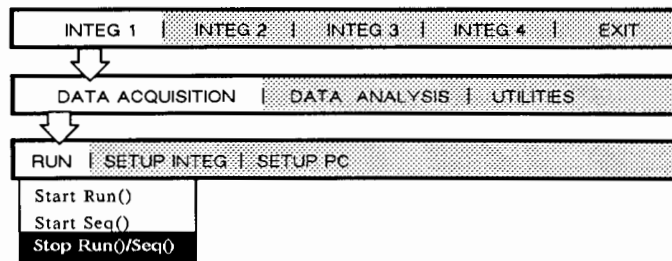 INTEG 1 | INTEG 2 | INTEG 3 | INTEG 4 | EXIT
DATA ACQUISITION | DATA ANALYSIS | UTILITIES
RUN | SETUP INTEG | SETUP PC
Start Run()
Start Seq()
Stop Run()/Seq()